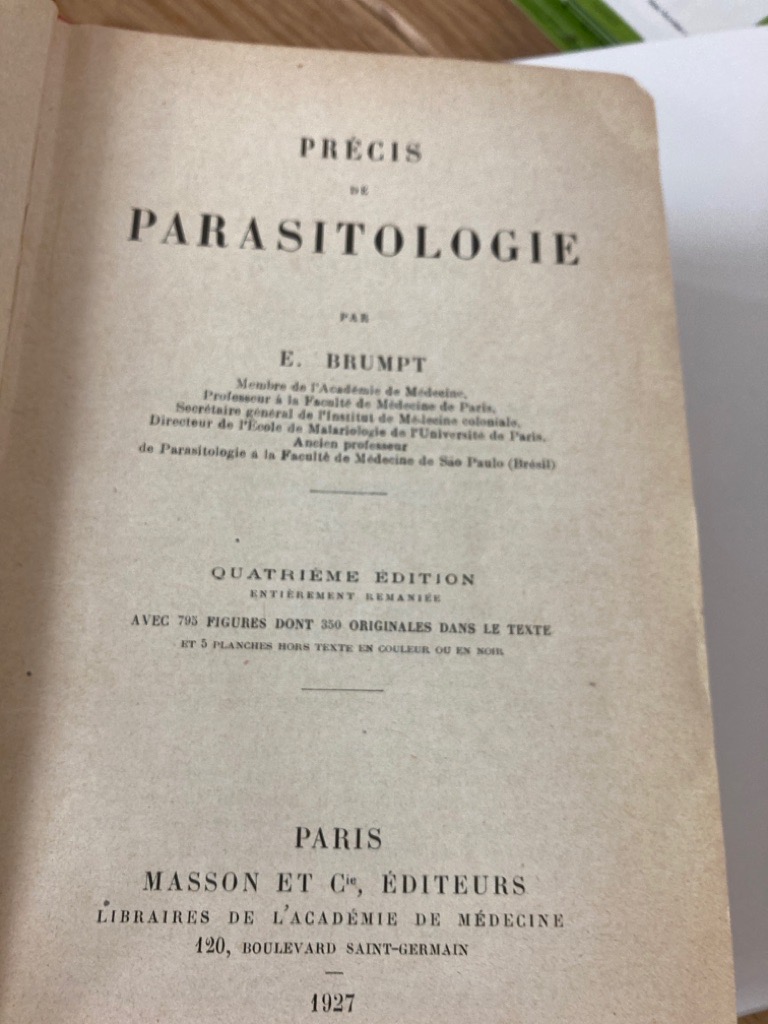 PRÉCIS
DE
PARASITOLOGIE
PAR
E. BRUMPT
Membre de l'Académie de Médecine,
Professeur à la Faculté de Médecine de Paris,
Secrétaire général de l'Institut de Médecine coloniale,
Directeur de l'École de Malariologie de l'Université de Paris,
Ancien professeur
de Parasitologie à la Faculté de Médecine de São Paulo (Brésil)
QUATRIÈME ÉDITION
ENTIÈREMENT REMANIÉE
AVEC 795 FIGURES DONT 350 ORIGINALES DANS LE TEXTE
ET 5 PLANCHES HORS TEXTE EN COULEUR OU EN NOIR
PARIS
MASSON ET Cie, ÉDITEURS
LIBRAIRES DE L'ACADÉMIE DE MÉDECINE
120, BOULEVARD SAINT-GERMAIN
1927